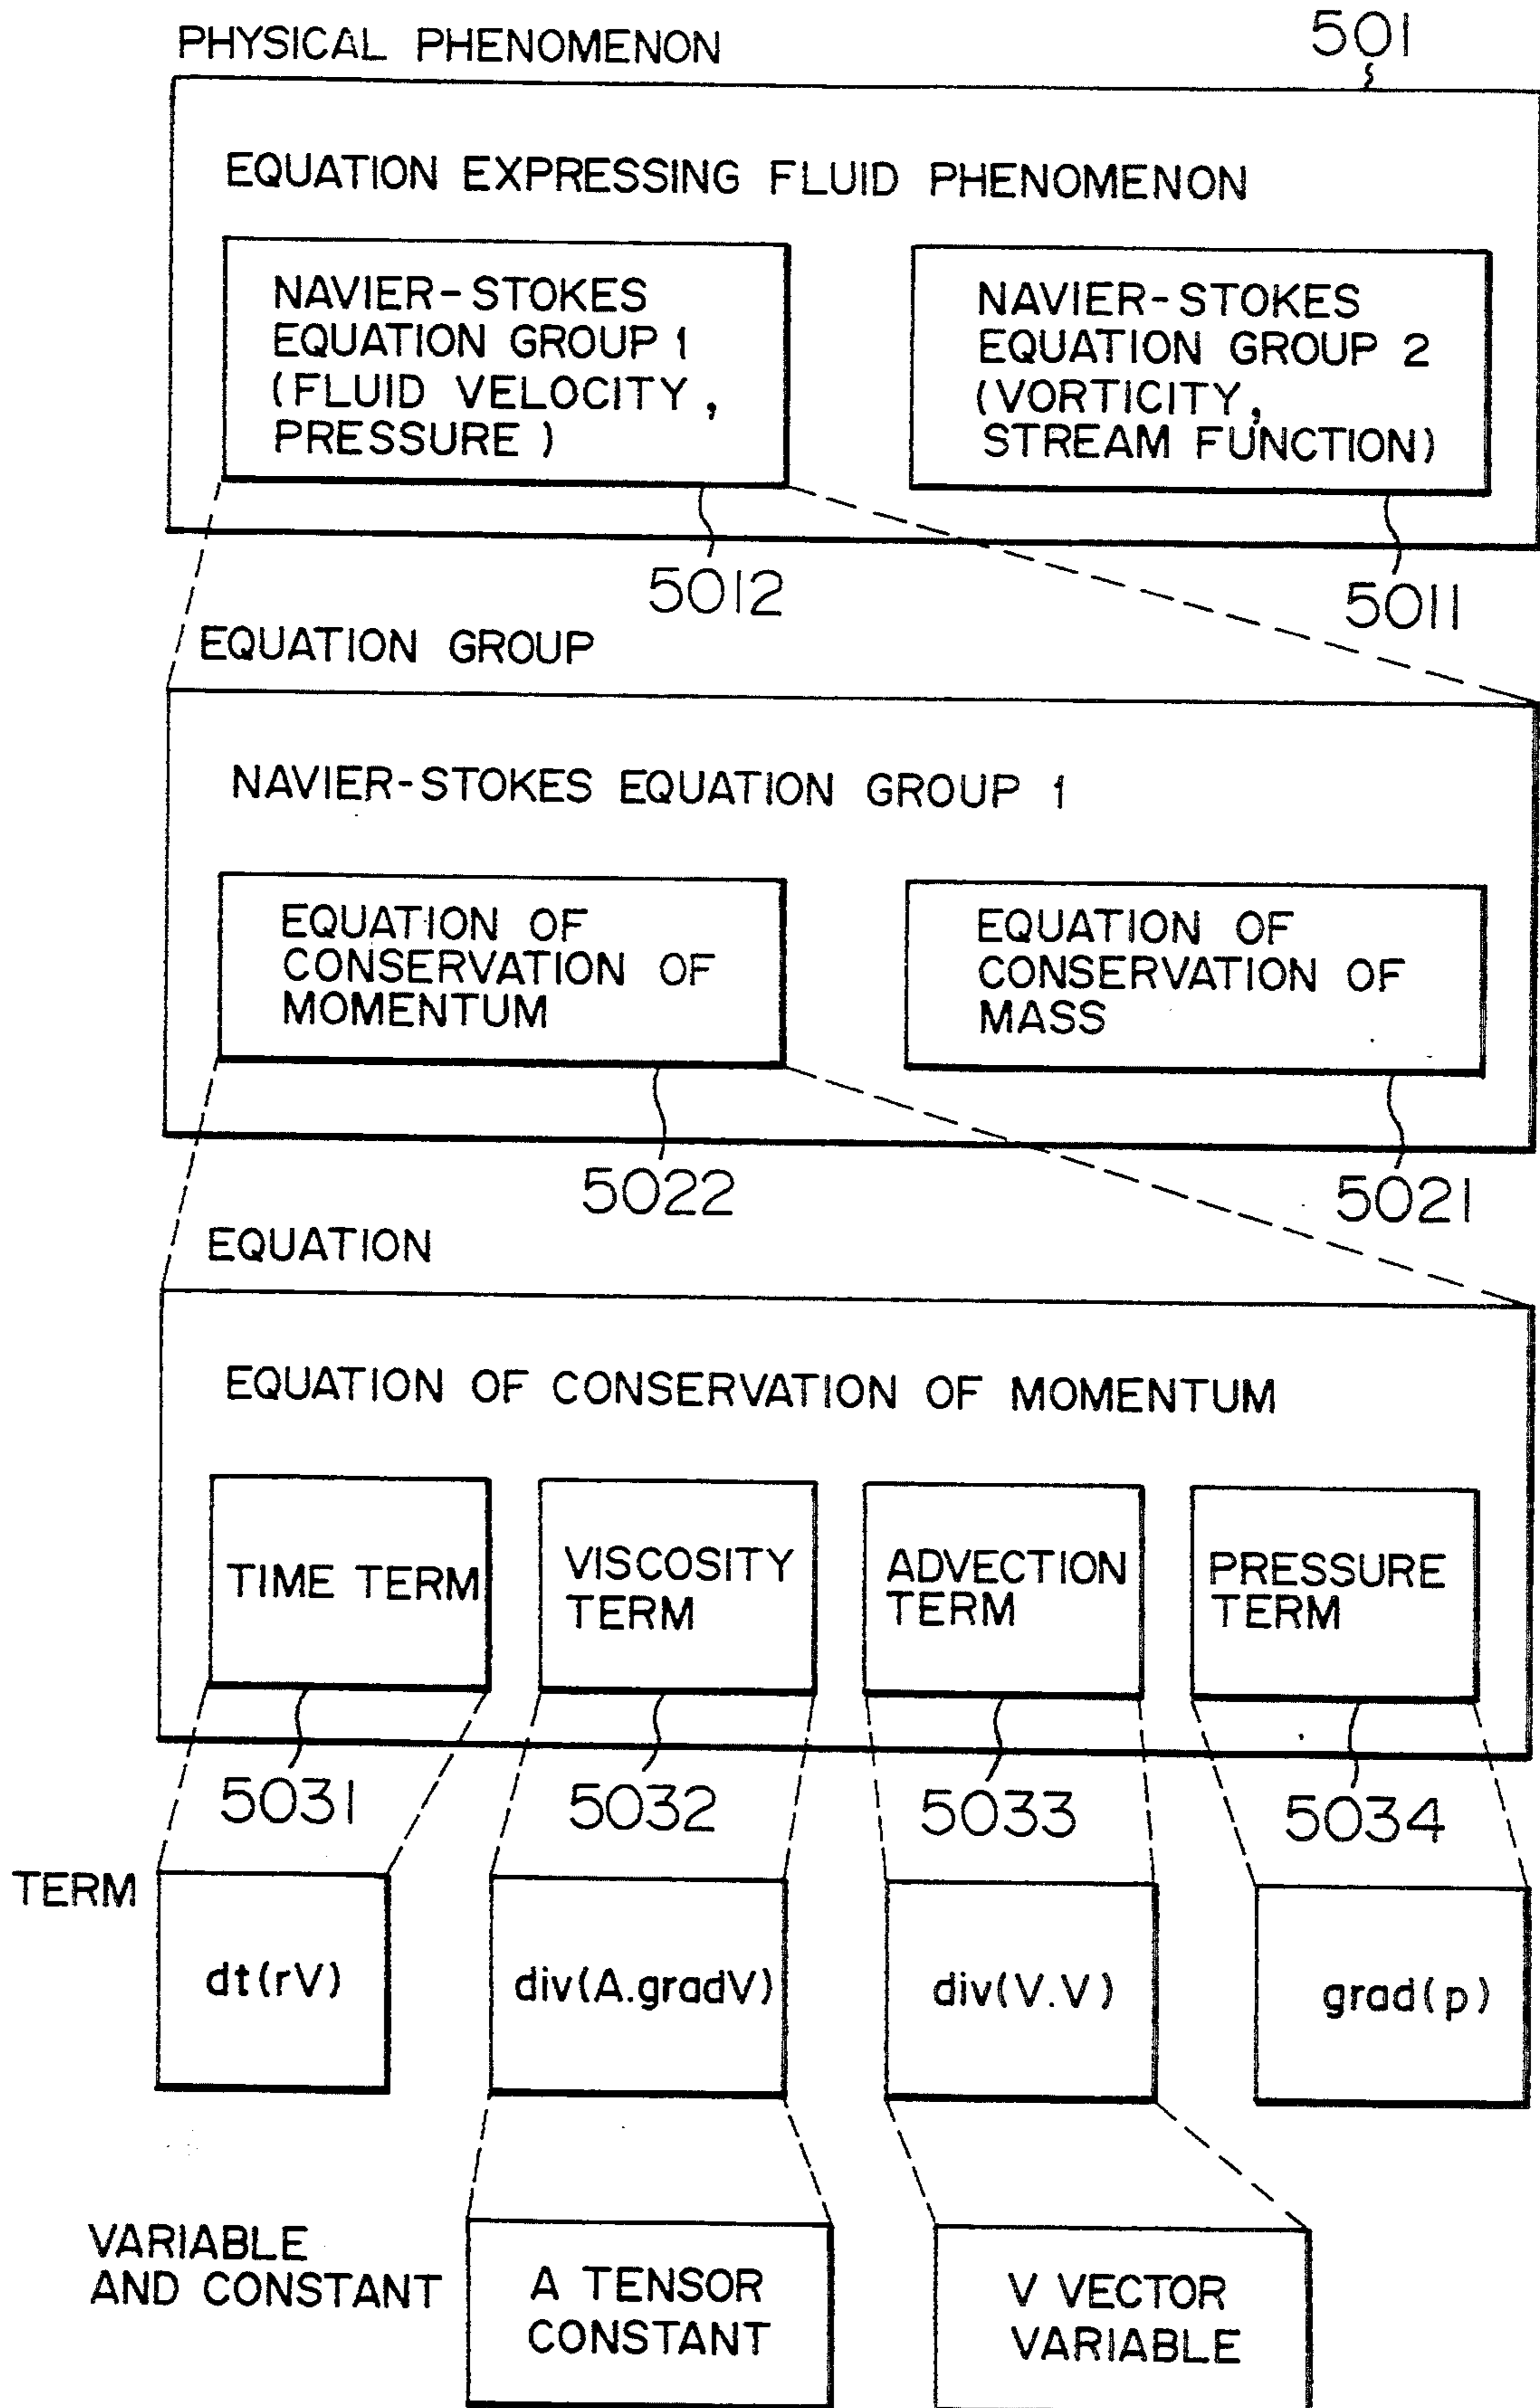 PHYSICAL PHENOMENON
501
EQUATION EXPRESSING FLUID PHENOMENON
NAVIER-STOKES
EQUATION GROUP 1
(FLUID VELOCITY,
PRESSURE)
NAVIER-STOKES
EQUATION GROUP 2
(VORTICITY,
STREAM FUNCTION)
5012
5011
EQUATION GROUP
NAVIER-STOKES EQUATION GROUP 1
EQUATION OF
CONSERVATION OF
MOMENTUM
EQUATION OF
CONSERVATION OF
MASS
5022
5021
EQUATION
EQUATION OF CONSERVATION OF MOMENTUM
TIME TERM
VISCOSITY
TERM
ADVECTION
TERM
PRESSURE
TERM
5031
5032
5033
5034
TERM
dt(rV)
div(A.gradV)
div(V.V)
grad(p)
VARIABLE
AND CONSTANT
A TENSOR
CONSTANT
V VECTOR
VARIABLE